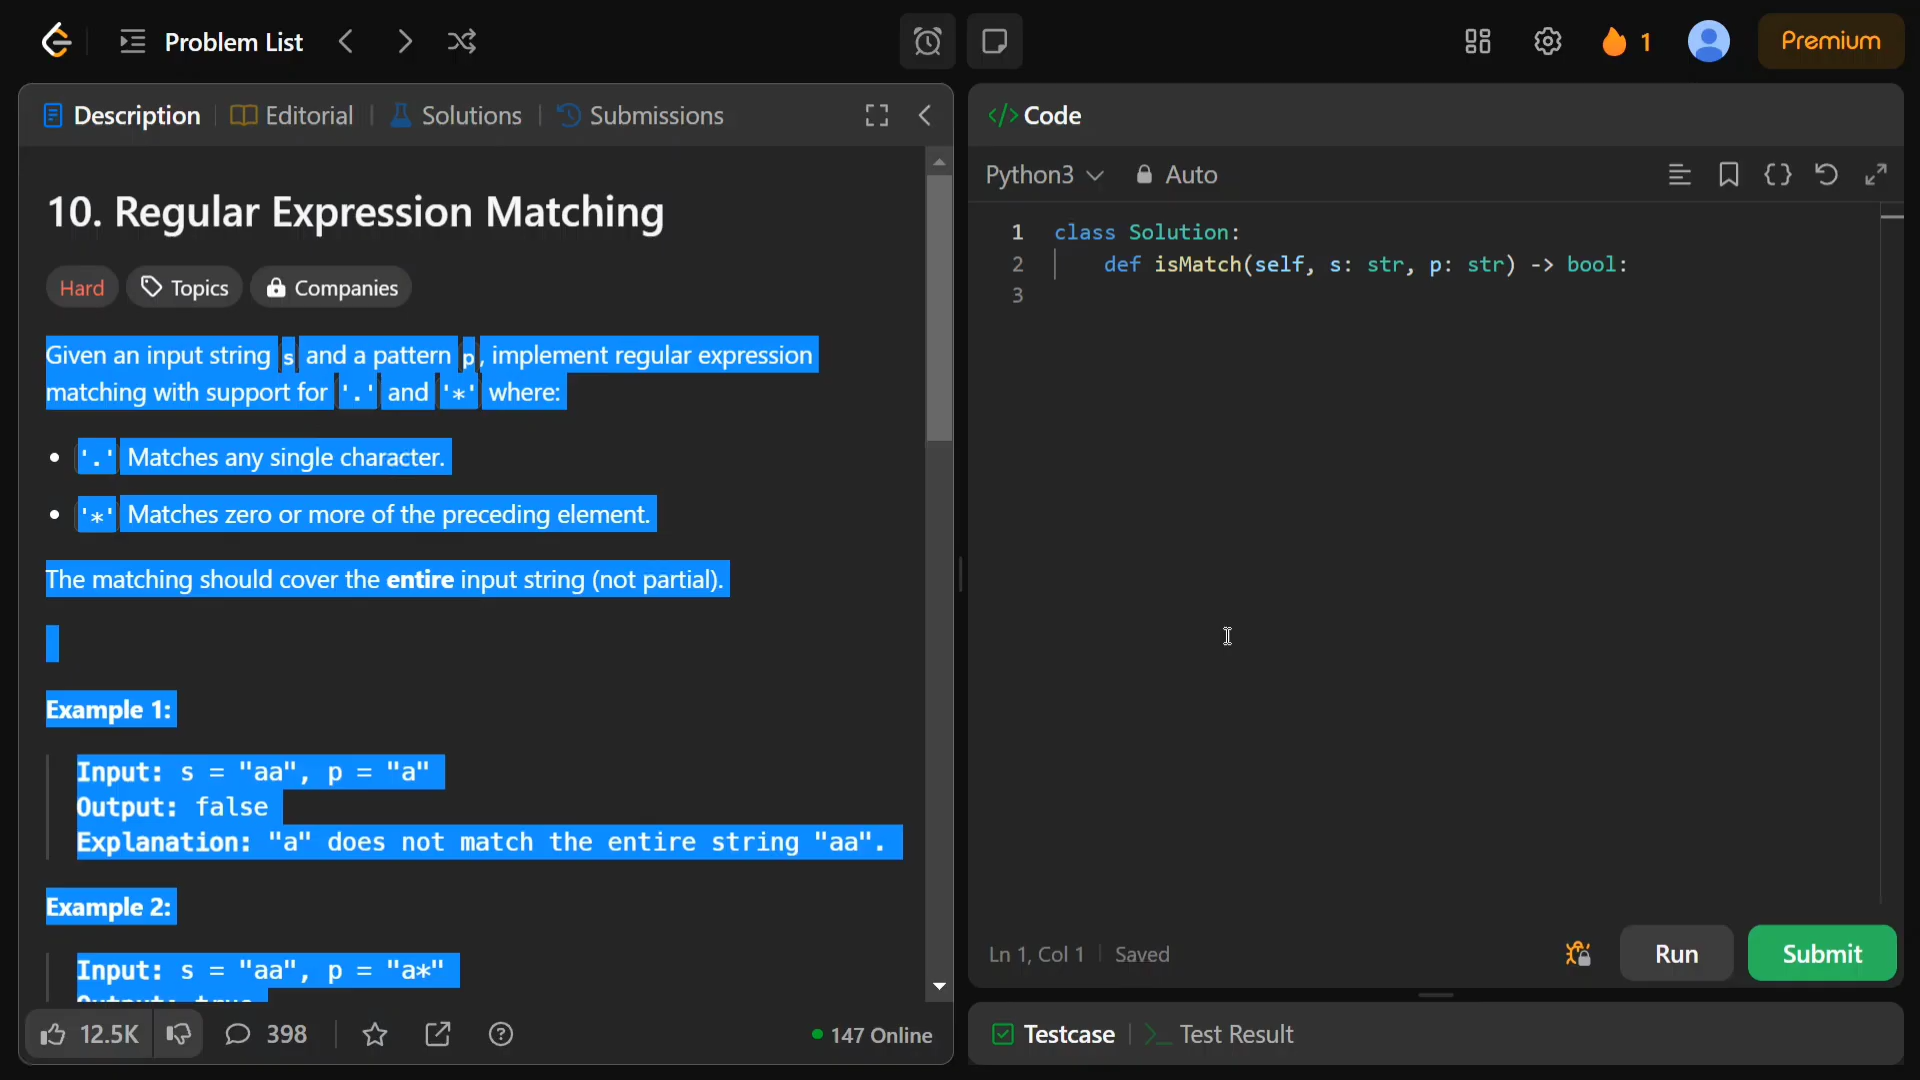 Problem List
1
Premium
Description
Editorial
Solutions
Submissions
10. Regular Expression Matching
Hard
Topics
Companies
Given an input string s and a pattern p, implement regular expression
matching with support for '.' and '*' where:
• '.' Matches any single character.
• '*' Matches zero or more of the preceding element.
The matching should cover the entire input string (not partial).
Example 1:
Input: s = "aa", p = "a"
Output: false
Explanation: "a" does not match the entire string "aa".
Example 2:
Input: s = "aa", p = "a*"
Output: true
12.5K
398
147 Online
</> Code
Python3
Auto
1 class Solution:
2     def isMatch(self, s: str, p: str) -> bool:
3
Ln 1, Col 1
Saved
Run
Submit
Testcase
Test Result